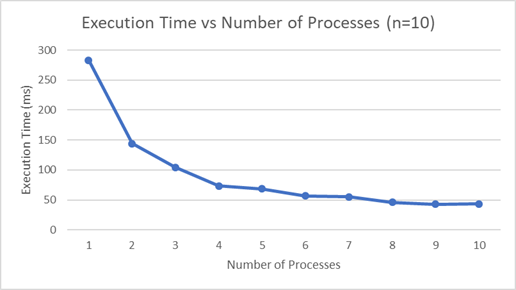 Execution Time vs Number of Processes (n=10)
Execution Time (ms)
300
250
200
150
100
50
0
1 2 3 4 5 6 7 8 9 10
Number of Processes